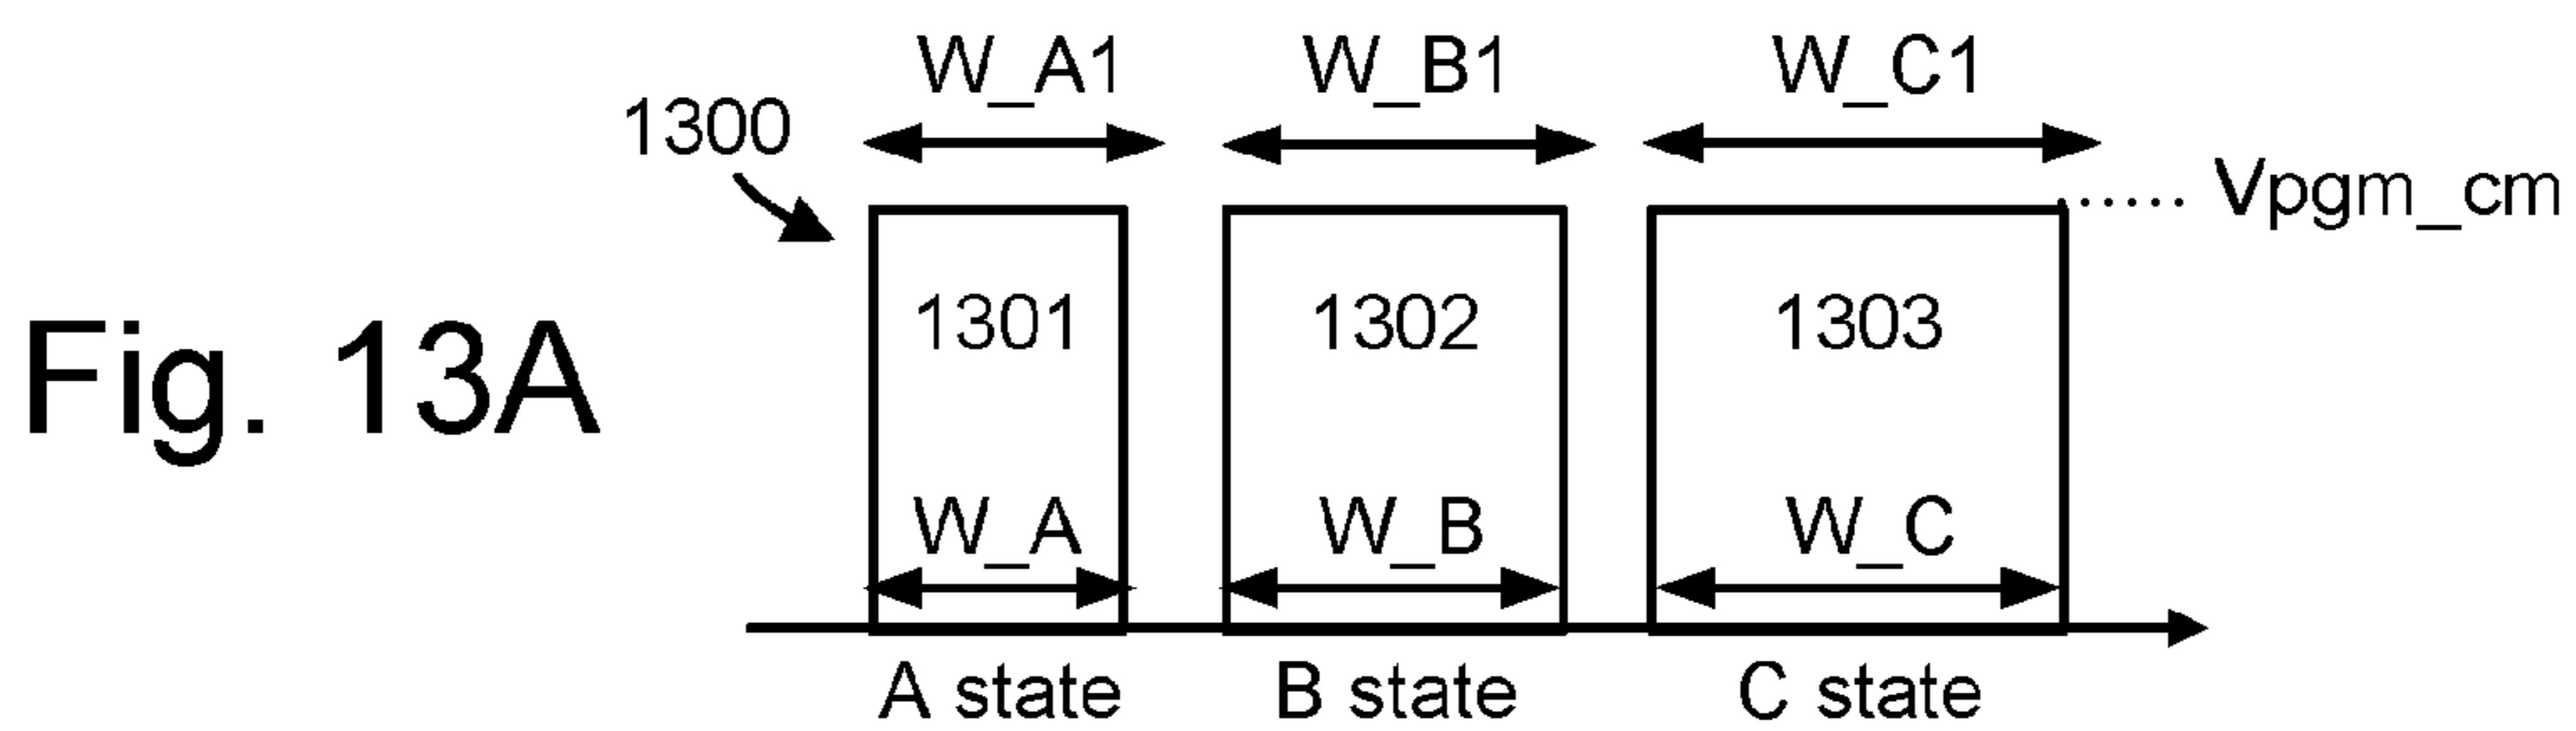 W_A1 W_B1 W_C1
1300
Vpgm_cm
Fig. 13A
1301 1302 1303
W_A W_B W_C
A state B state C state